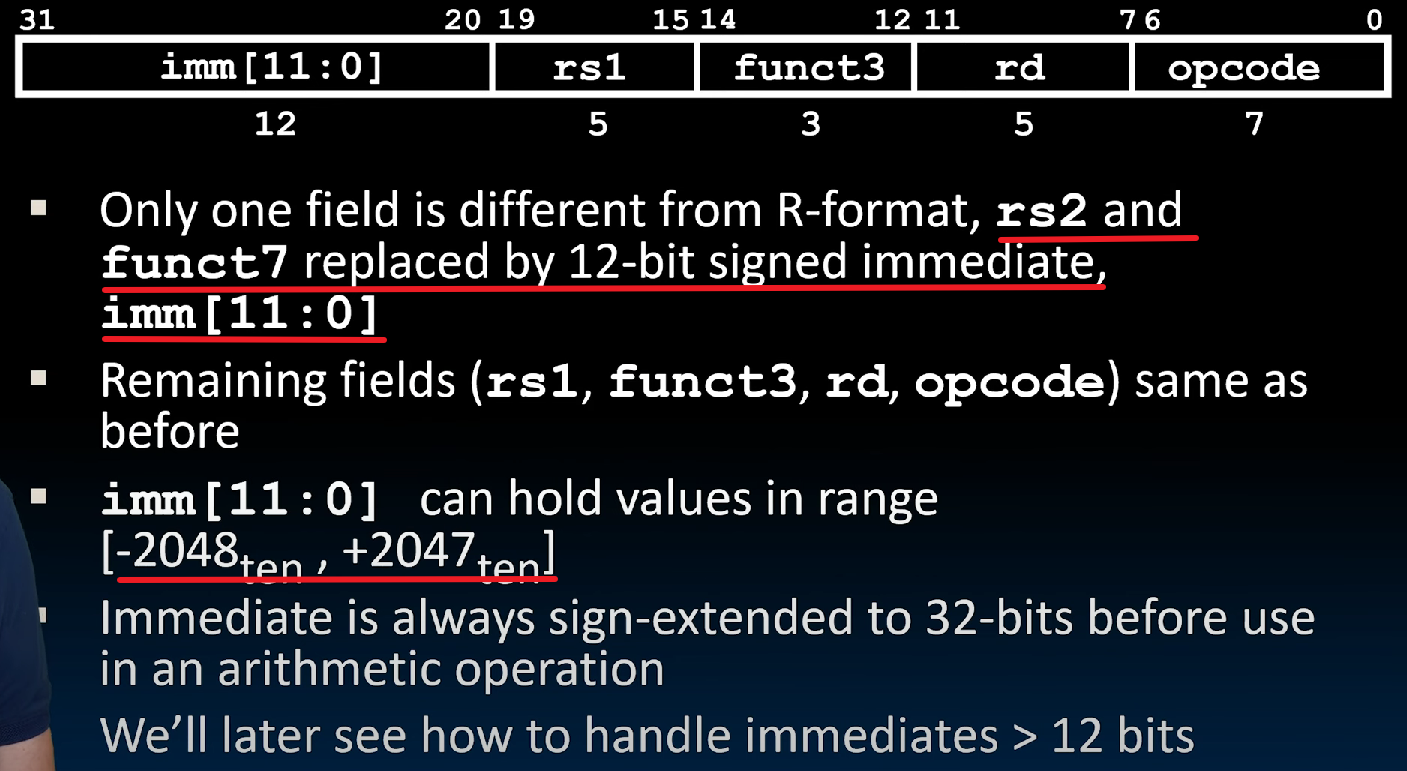 31 20 19 15 14 12 11 7 6 0
imm[11:0] rs1 funct3 rd opcode
12 5 3 5 7
▪ Only one field is different from R-format, rs2 and
funct7 replaced by 12-bit signed immediate,
imm[11:0]
▪ Remaining fields (rs1, funct3, rd, opcode) same as
before
▪ imm[11:0] can hold values in range
[-2048ten , +2047ten]
▪ Immediate is always sign-extended to 32-bits before use
in an arithmetic operation
We’ll later see how to handle immediates > 12 bits